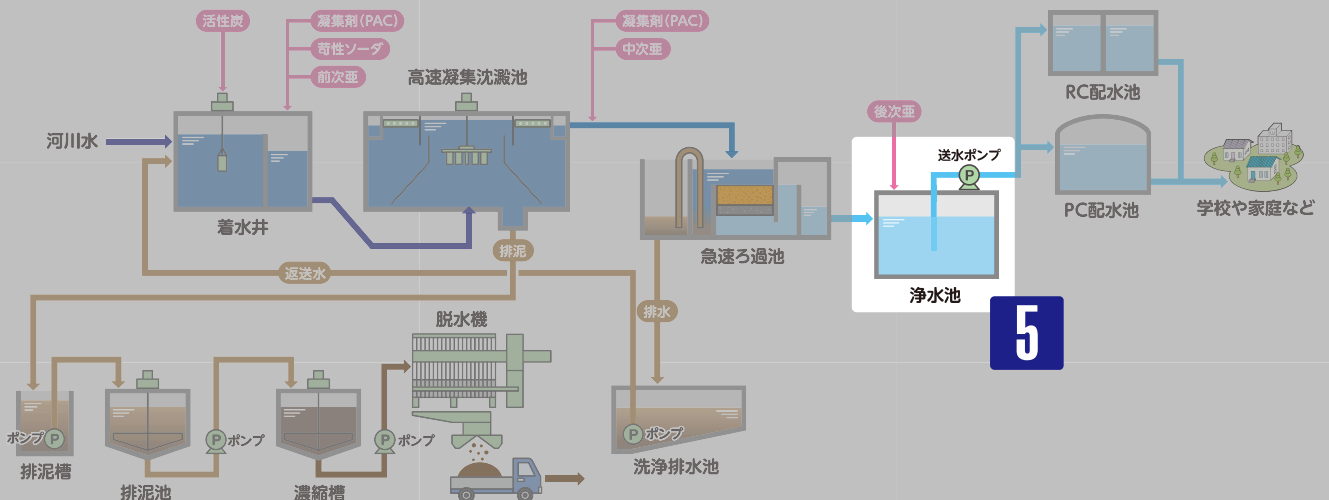 活性炭
凝集剤(PAC)
苛性ソーダ
前次亜
高速凝集沈澱池
凝集剤(PAC)
中次亜
河川水
着水井
排泥
返送水
急速ろ過池
排水
後次亜
送水ポンプ
P
浄水池
5
RC配水池
PC配水池
学校や家庭など
脱水機
ポンプ
P
排泥槽
排泥池
P
ポンプ
濃縮槽
P
ポンプ
P
ポンプ
洗浄排水池